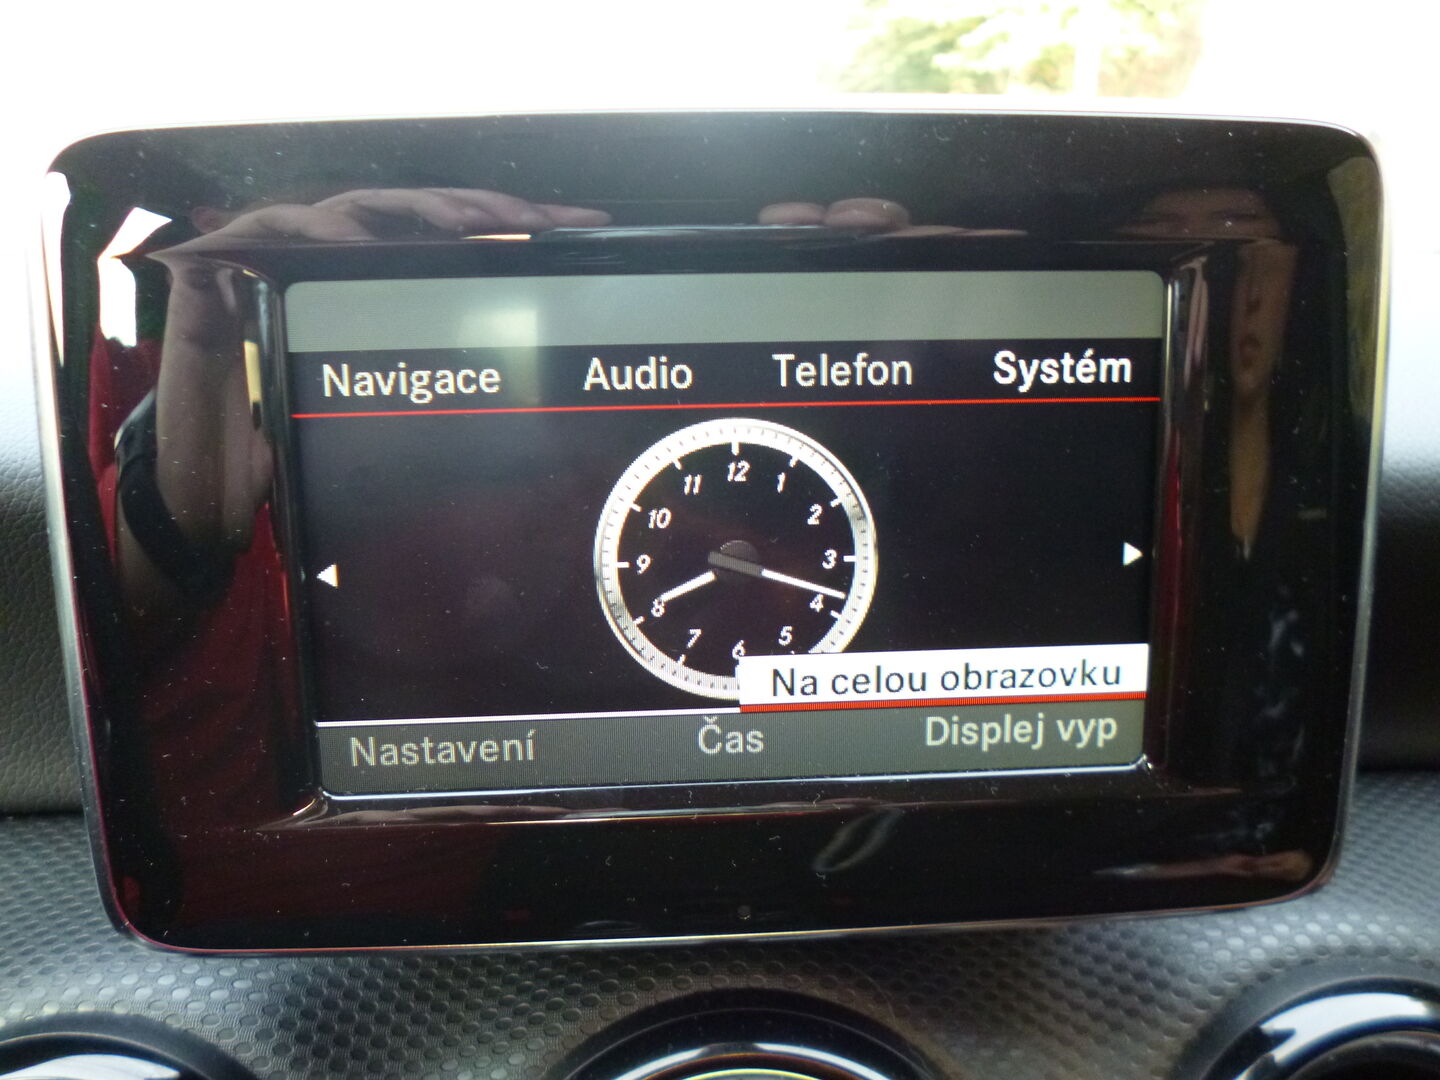 Navigace Audio Telefon Systém
12
11 1
10 2
9 3
8 4
7 5
6
Na celou obrazovku
Nastavení Čas Displej vyp